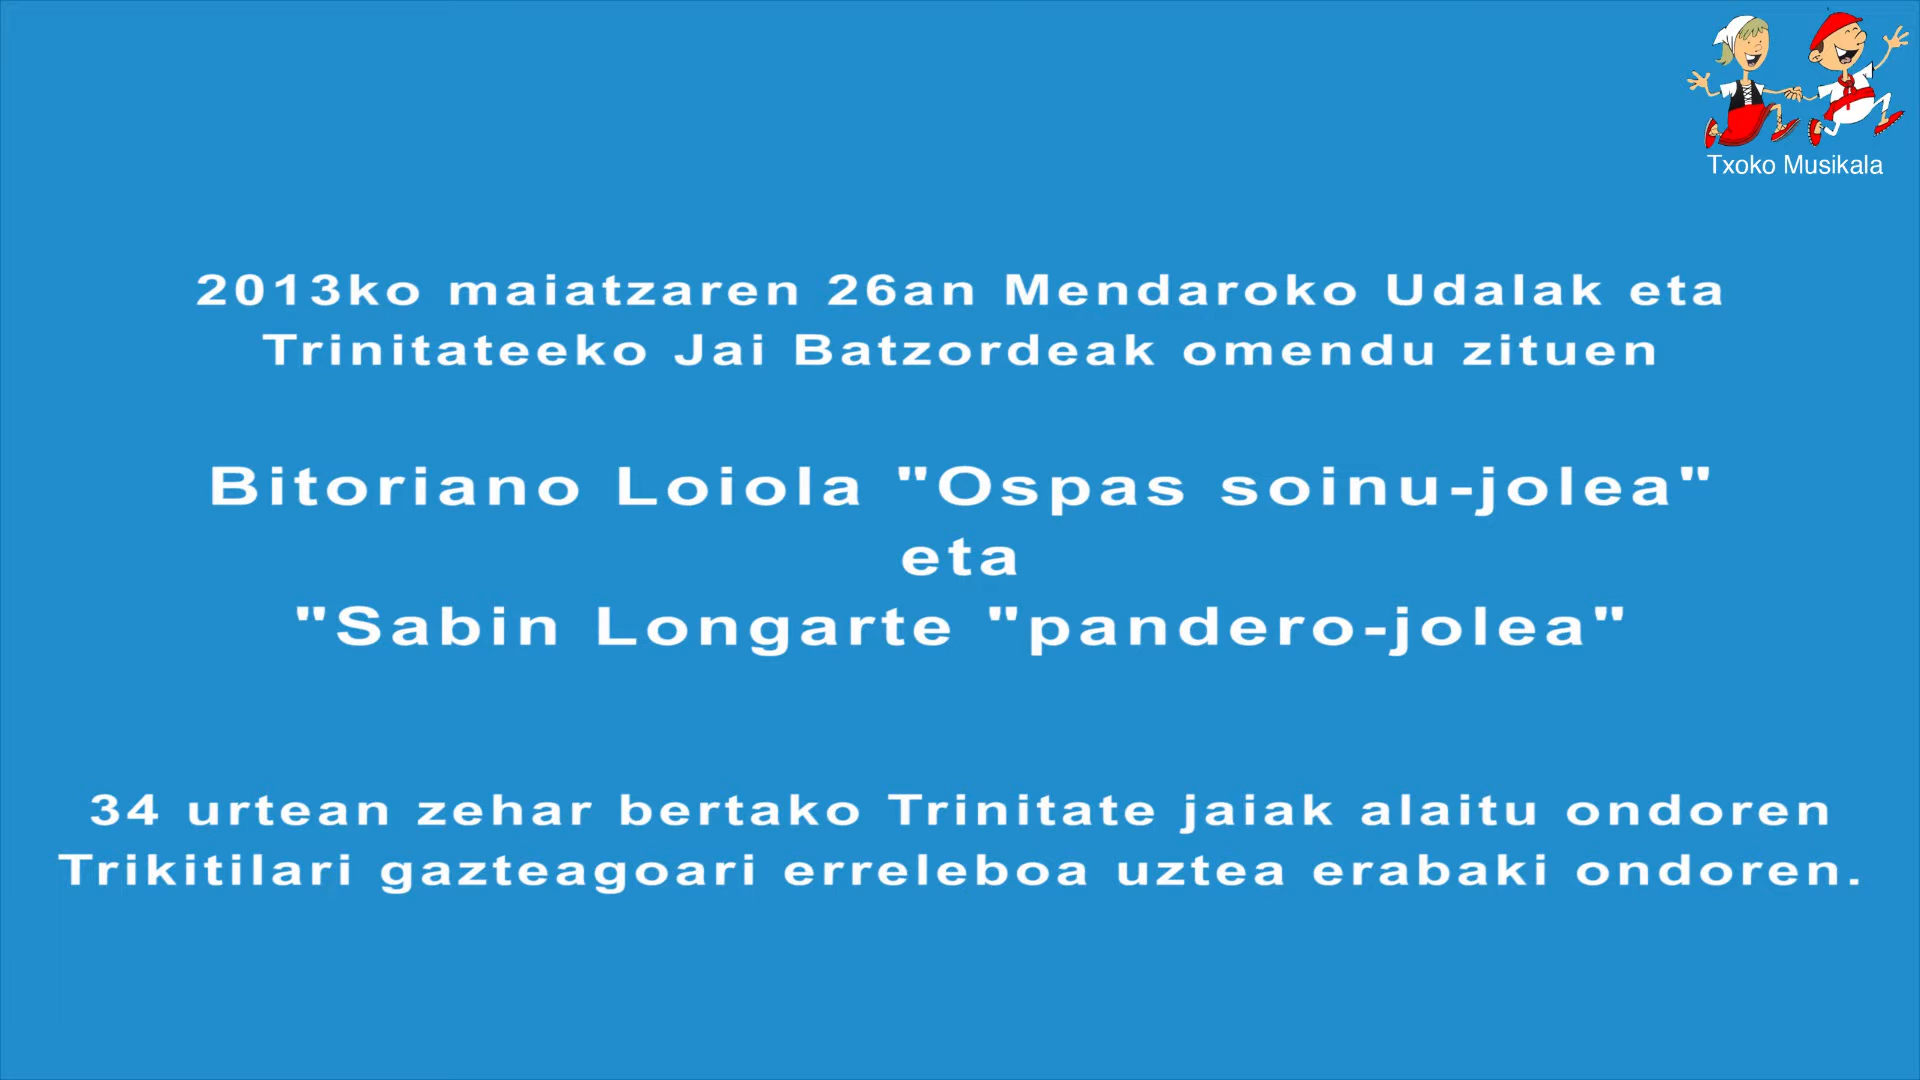 Txoko Musikala
2013ko maiatzaren 26an Mendaroko Udalak eta
Trinitateeko Jai Batzordeak omendu zituen
Bitoriano Loiola "Ospas soinu-jolea"
eta
"Sabin Longarte "pandero-jolea"
34 urtean zehar bertako Trinitate jaiak alaitu ondoren
Trikitilari gazteagoari erreleboa uztea erabaki ondoren.